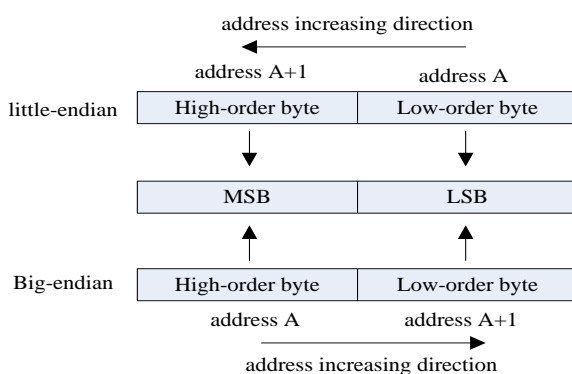 address increasing direction
address A+1 address A
little-endian High-order byte Low-order byte
MSB LSB
Big-endian High-order byte Low-order byte
address A address A+1
address increasing direction